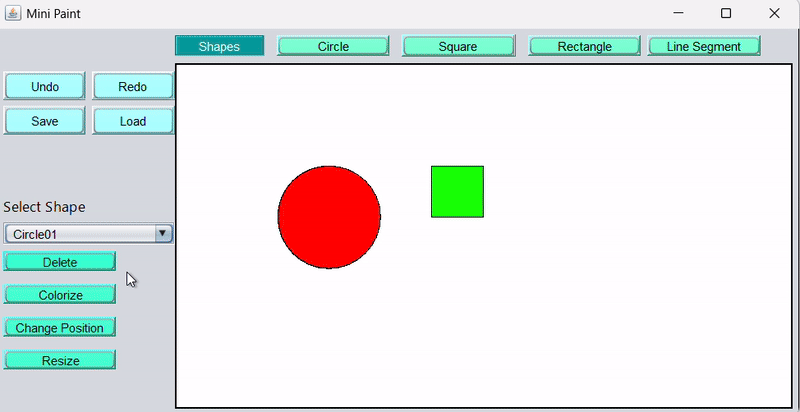 Mini Paint
Shapes
Circle
Square
Rectangle
Line Segment
Undo
Redo
Save
Load
Select Shape
Circle01
Delete
Colorize
Change Position
Resize